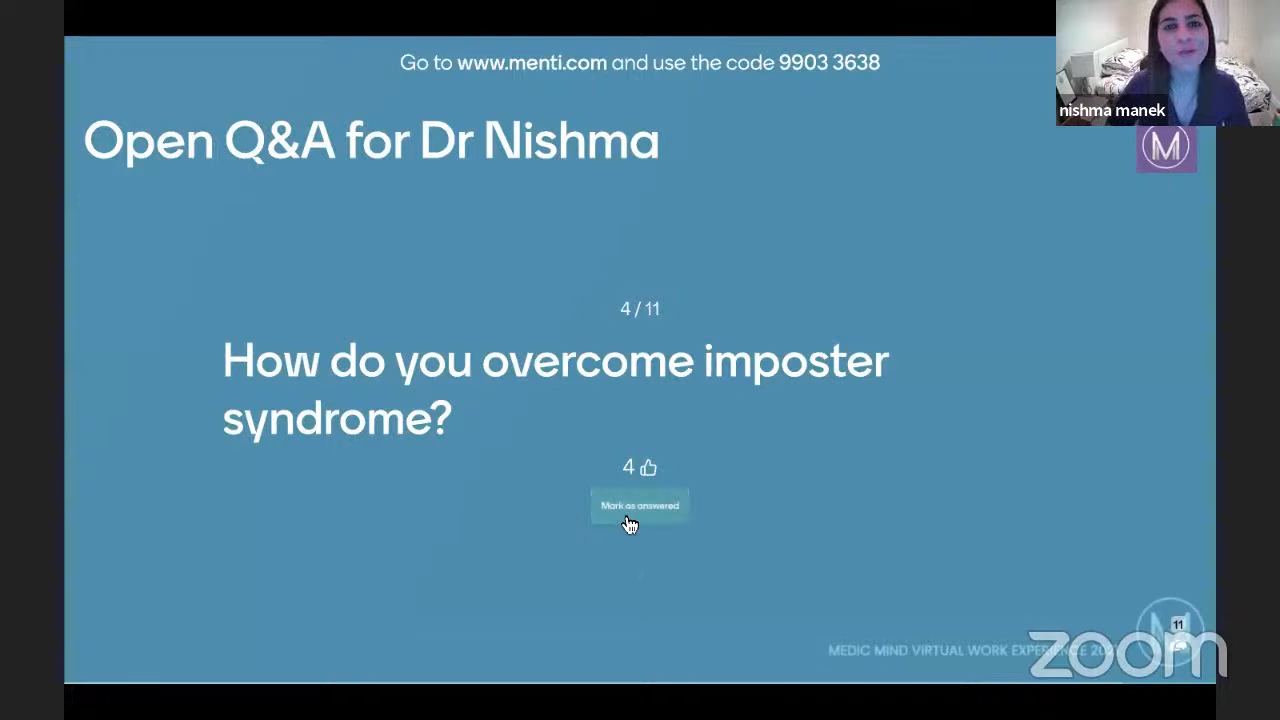 Go to www.menti.com and use the code 9903 3638
nishma manek
Open Q&A for Dr Nishma
M
4 / 11
How do you overcome imposter
syndrome?
4
Mark as answered
11
MEDIC MIND VIRTUAL WORK EXPERIENCE
zoom